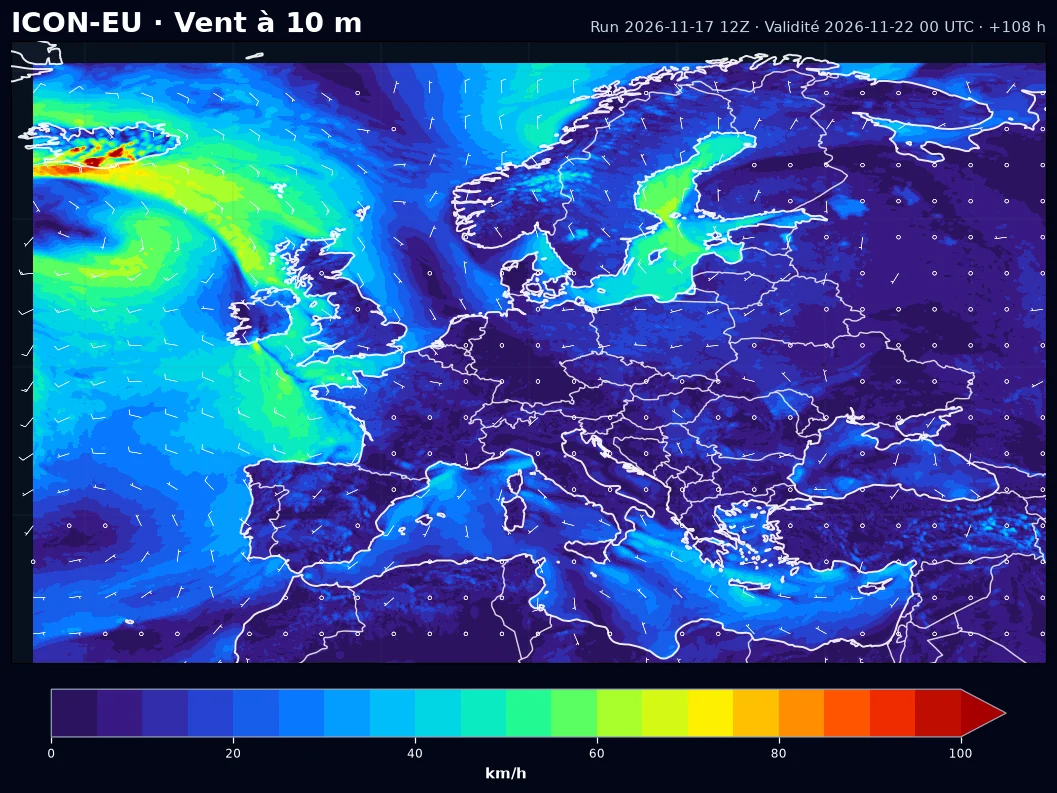 ICON-EU · Vent à 10 m
Run 2026-11-17 12Z · Validité 2026-11-22 00 UTC · +108 h
0 20 40 60 80 100
km/h